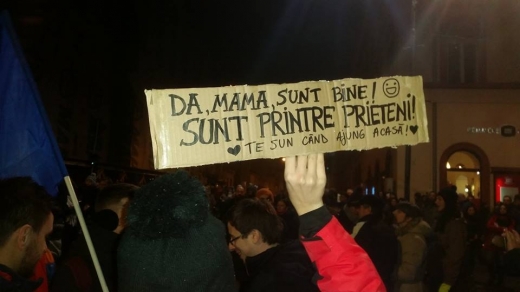 DA, MAMA, SUNT BINE!
SUNT PRINTRE PRIETENI!
TE SUN CÂND AJUNG ACASĂ!